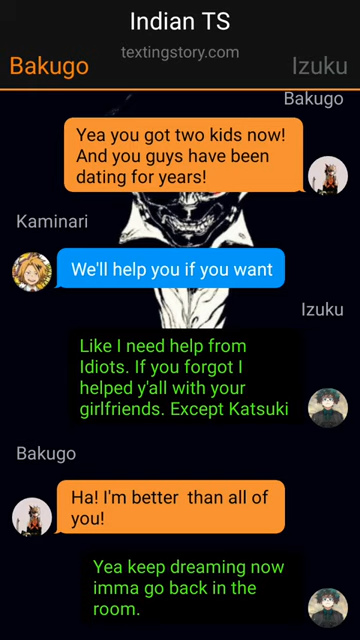 Indian TS
textingstory.com
Bakugo
Izuku
Bakugo
Yea you got two kids now!
And you guys have been
dating for years!
Kaminari
We'll help you if you want
Izuku
Like I need help from
Idiots. If you forgot I
helped y'all with your
girlfriends. Except Katsuki
Bakugo
Ha! I'm better than all of
you!
Yea keep dreaming now
imma go back in the
room.